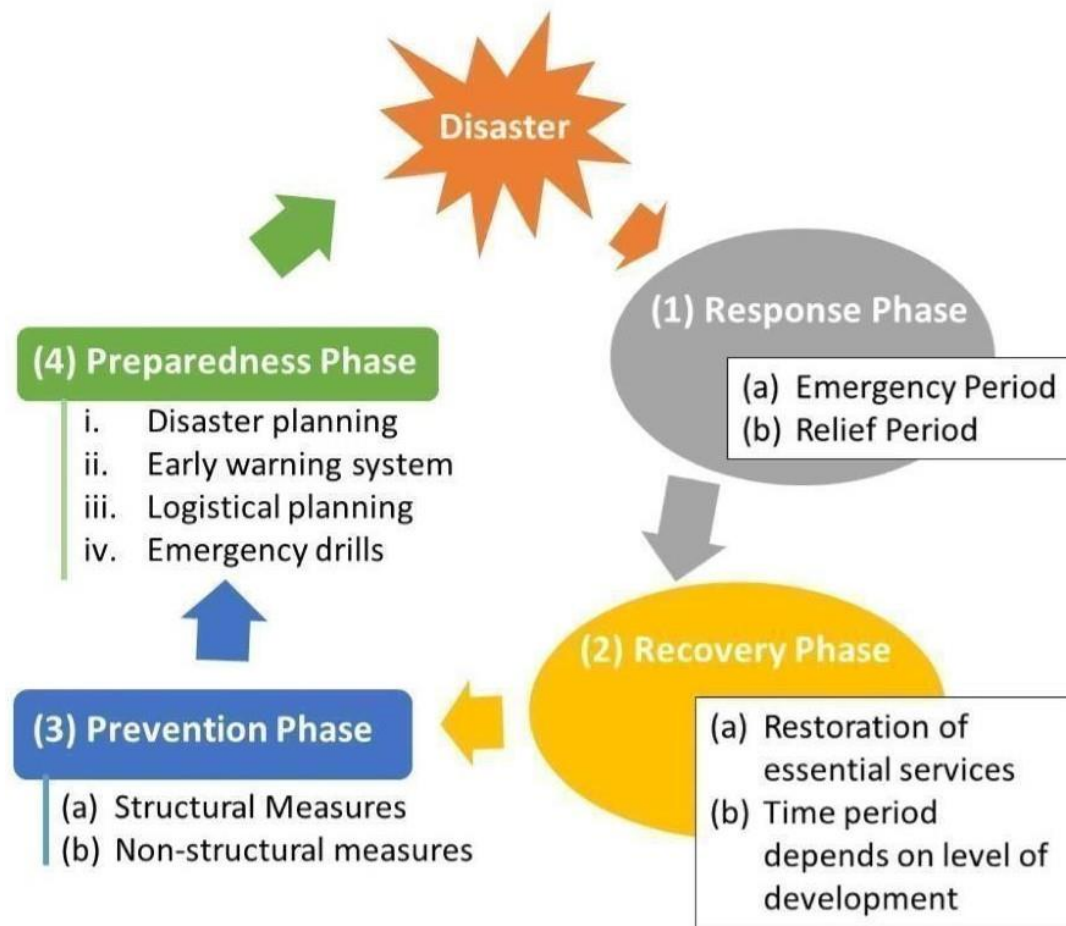 Disaster
(1) Response Phase
(a) Emergency Period
(b) Relief Period
(2) Recovery Phase
(a) Restoration of
essential services
(b) Time period
depends on level of
development
(3) Prevention Phase
(a) Structural Measures
(b) Non-structural measures
(4) Preparedness Phase
i. Disaster planning
ii. Early warning system
iii. Logistical planning
iv. Emergency drills